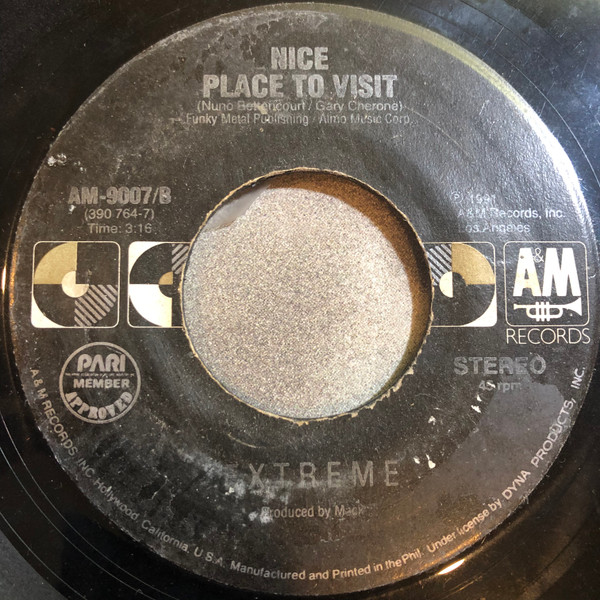 NICE
PLACE TO VISIT
(Nuno Bettencourt / Gary Cherone)
Funky Metal Publishing / Almo Music Corp.
AM-9007/B
(390 764-7)
Time: 3:16
℗ 1991
A&M Records, Inc.
Los Angeles
A&M
RECORDS
PARI
MEMBER
APPROVED
STEREO
45 rpm
EXTREME
Produced by Mack
A & M RECORDS, INC. Hollywood, California, U.S.A. Manufactured and Printed in the Phil. Under license by DYNA PRODUCTS, INC.